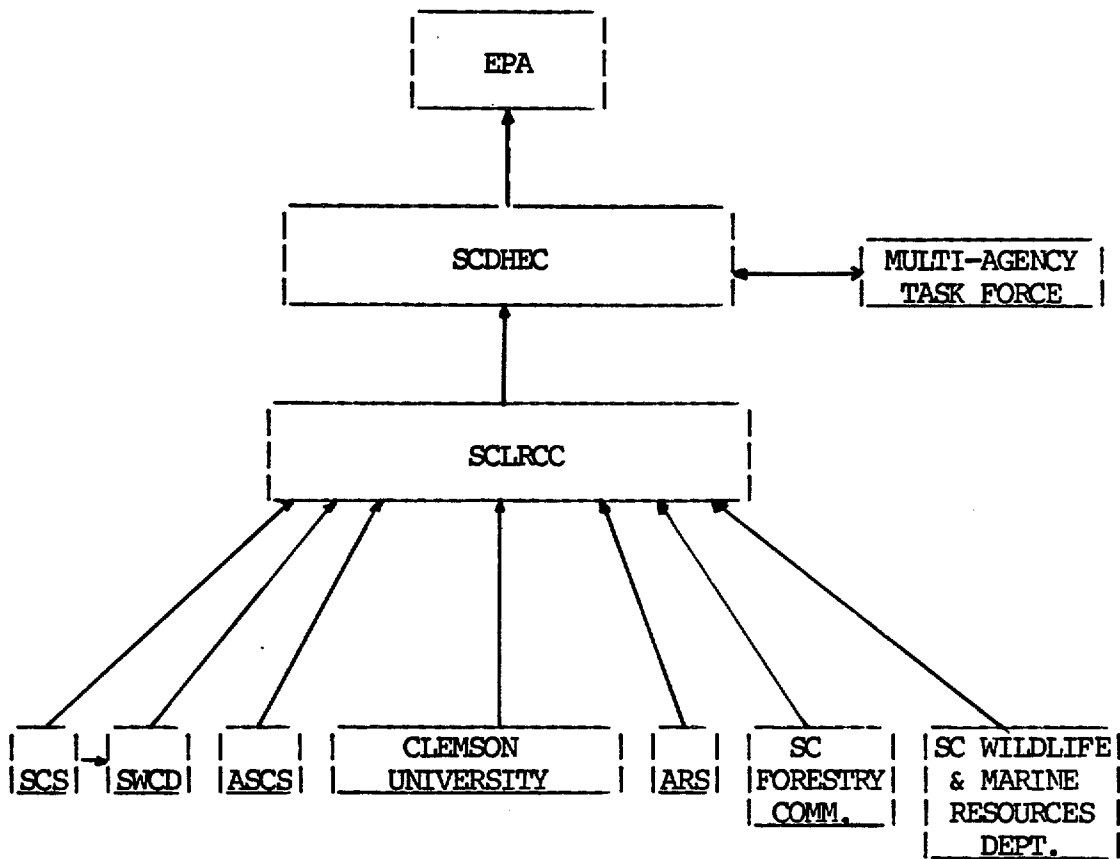 EPA
SCDHEC
MULTI-AGENCY
TASK FORCE
SCLRCC
SCS
SWCD
ASCS
CLEMSON
UNIVERSITY
ARS
SC
FORESTRY
COMM.
SC WILDLIFE
& MARINE
RESOURCES
DEPT.